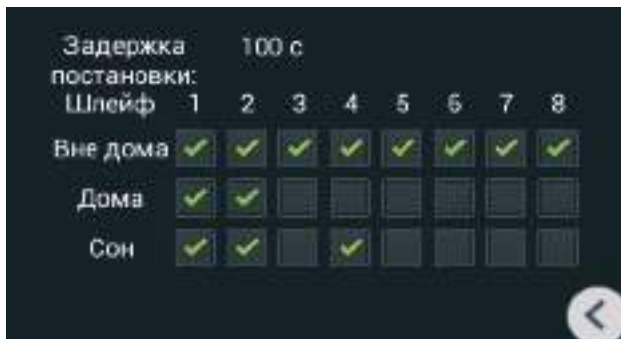 Задержка 100 с
постановки:
Шлейф 1 2 3 4 5 6 7 8
Вне дома
Дома
Сон